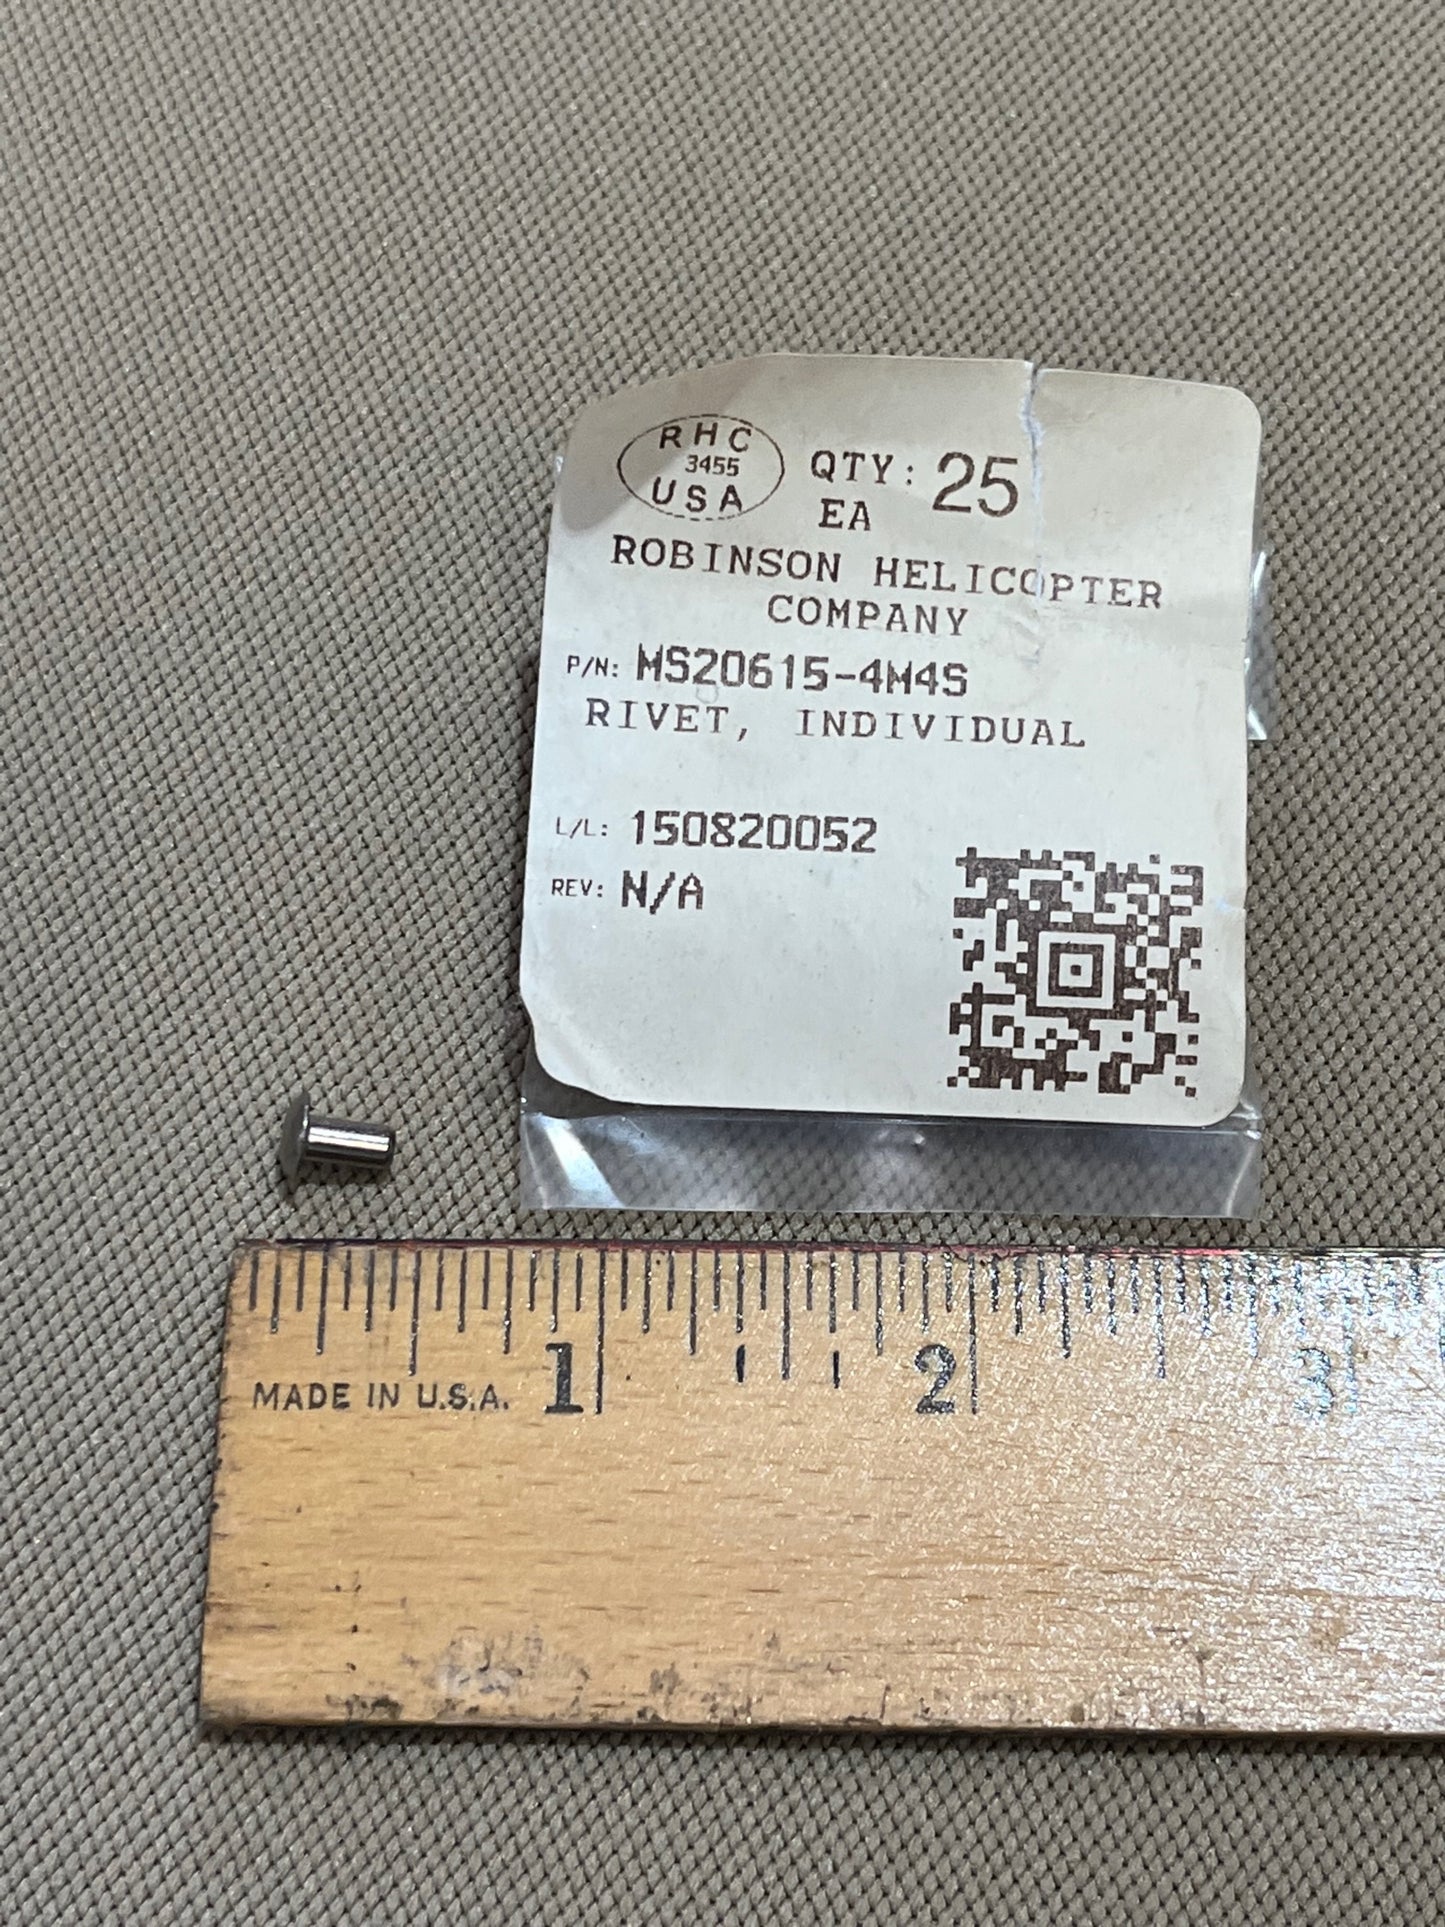 RHC
3455
USA
QTY: 25
EA
ROBINSON HELICOPTER
COMPANY
P/N: MS20615-4M4S
RIVET, INDIVIDUAL
L/L: 150820052
REV: N/A
1 2 3
MADE IN U.S.A.